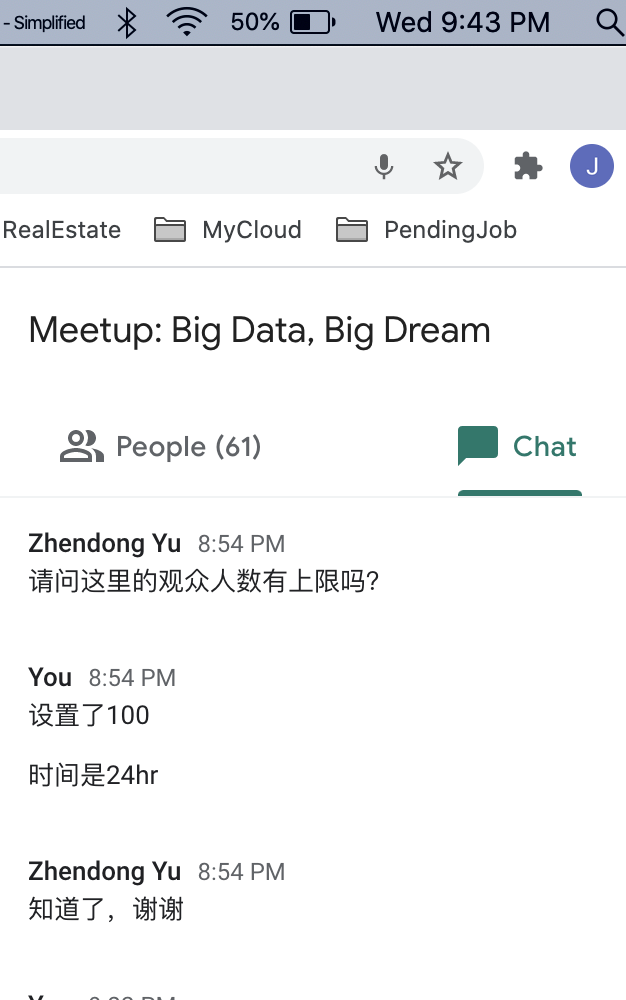 - Simplified
50%
Wed 9:43 PM
J
RealEstate
MyCloud
PendingJob
Meetup: Big Data, Big Dream
People (61)
Chat
Zhendong Yu 8:54 PM
请问这里的观众人数有上限吗?
You 8:54 PM
设置了100
时间是24hr
Zhendong Yu 8:54 PM
知道了，谢谢